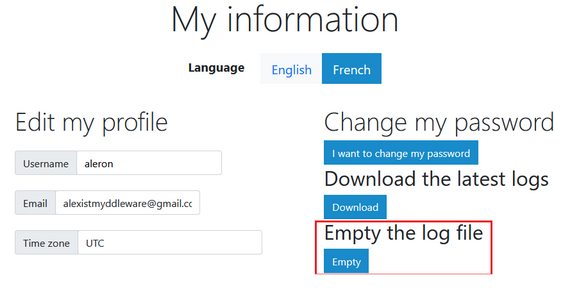 My information
Language English French
Edit my profile
Username aleron
Email alexistmyddleware@gmail.cc
Time zone UTC
Change my password
I want to change my password
Download the latest logs
Download
Empty the log file
Empty